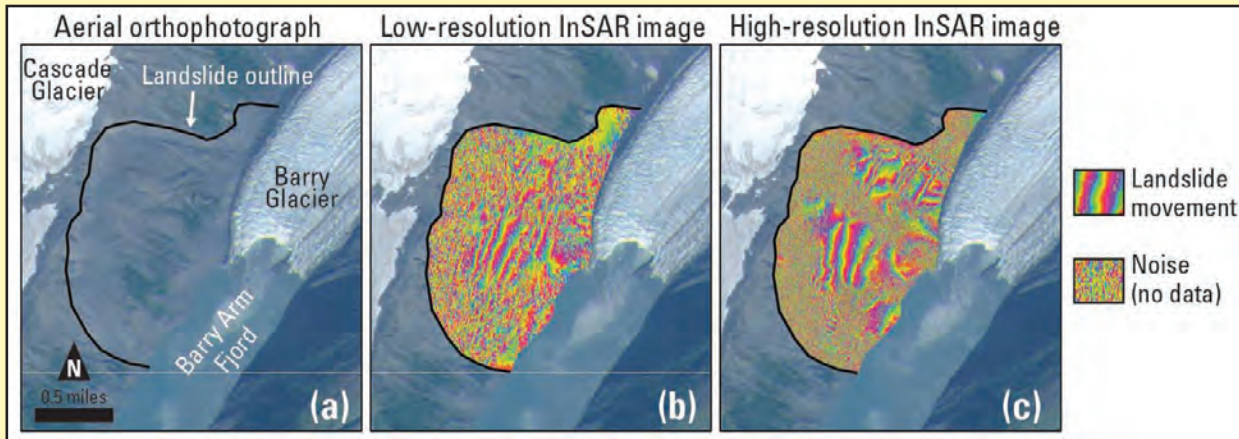 Aerial orthophotograph
Low-resolution InSAR image
High-resolution InSAR image
Cascade
Glacier
Landslide outline
Barry
Glacier
Barry Arm
Fjord
N
0.5 miles
(a)
(b)
(c)
Landslide
movement
Noise
(no data)